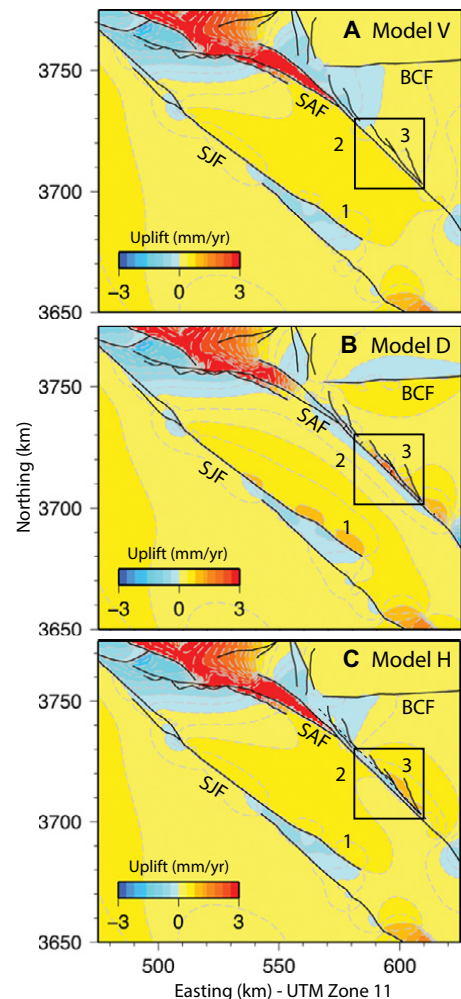 A Model V
3750
BCF
SAF
2
3
SJF
3700
1
Uplift (mm/yr)
−3 0 3
3650
B Model D
3750
BCF
SAF
2
3
SJF
3700
1
Uplift (mm/yr)
−3 0 3
3650
Northing (km)
C Model H
3750
BCF
SAF
2
3
SJF
3700
1
Uplift (mm/yr)
−3 0 3
3650
500 550 600
Easting (km) - UTM Zone 11